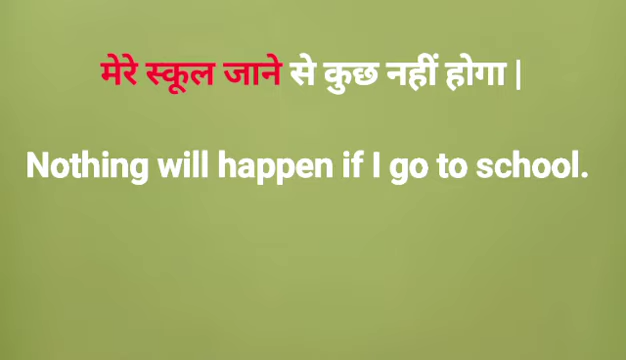 मेरे स्कूल जाने से कुछ नहीं होगा |
Nothing will happen if I go to school.